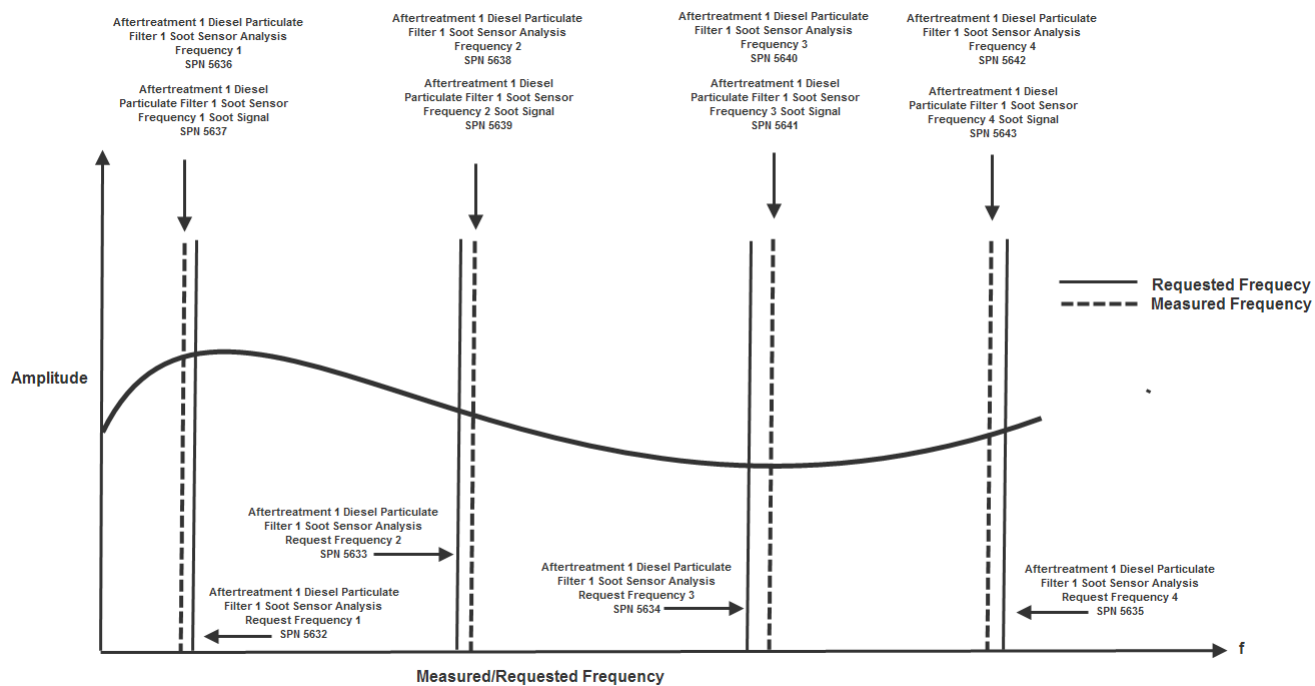 Aftertreatment 1 Diesel Particulate
Filter 1 Soot Sensor Analysis
Frequency 1
SPN 5636
Aftertreatment 1 Diesel
Particulate Filter 1 Soot Sensor
Frequency 1 Soot Signal
SPN 5637
Aftertreatment 1 Diesel Particulate
Filter 1 Soot Sensor Analysis
Frequency 2
SPN 5638
Aftertreatment 1 Diesel
Particulate Filter 1 Soot Sensor
Frequency 2 Soot Signal
SPN 5639
Aftertreatment 1 Diesel Particulate
Filter 1 Soot Sensor Analysis
Frequency 3
SPN 5640
Aftertreatment 1 Diesel
Particulate Filter 1 Soot Sensor
Frequency 3 Soot Signal
SPN 5641
Aftertreatment 1 Diesel Particulate
Filter 1 Soot Sensor Analysis
Frequency 4
SPN 5642
Aftertreatment 1 Diesel
Particulate Filter 1 Soot Sensor
Frequency 4 Soot Signal
SPN 5643
Requested Frequecy
Measured Frequency
Amplitude
Aftertreatment 1 Diesel Particulate
Filter 1 Soot Sensor Analysis
Request Frequency 2
SPN 5633
Aftertreatment 1 Diesel Particulate
Filter 1 Soot Sensor Analysis
Request Frequency 3
SPN 5634
Aftertreatment 1 Diesel Particulate
Filter 1 Soot Sensor Analysis
Request Frequency 4
SPN 5635
Aftertreatment 1 Diesel Particulate
Filter 1 Soot Sensor Analysis
Request Frequency 1
SPN 5632
f
Measured/Requested Frequency